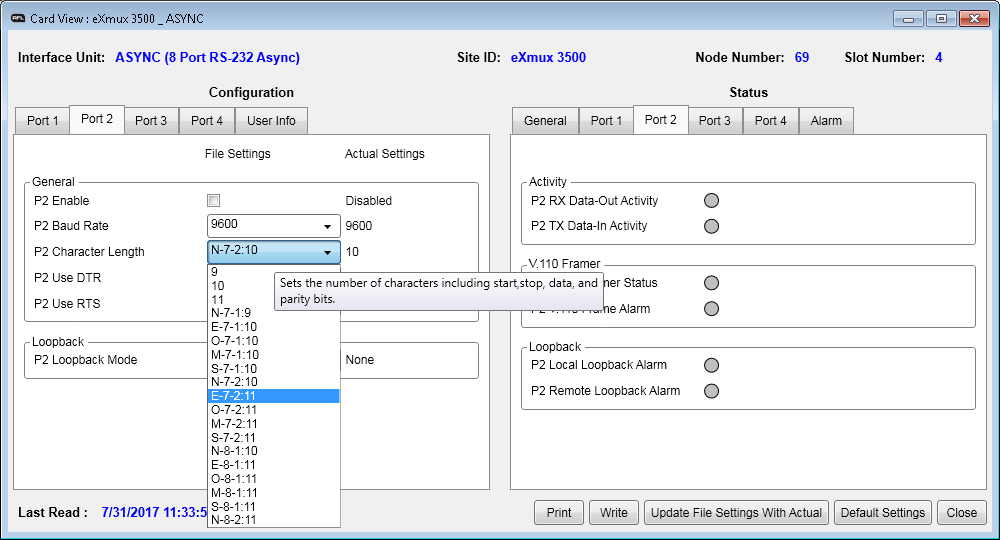 AFL Card View : eXmux 3500 _ ASYNC
Interface Unit: ASYNC (8 Port RS-232 Async) Site ID: eXmux 3500 Node Number: 69 Slot Number: 4
Configuration
Port 1 Port 2 Port 3 Port 4 User Info
File Settings Actual Settings
General
P2 Enable Disabled
P2 Baud Rate 9600 9600
P2 Character Length N-7-2:10 10
P2 Use DTR
P2 Use RTS
9
10
11
N-7-1:9
E-7-1:10
O-7-1:10
M-7-1:10
S-7-1:10
N-7-2:10
E-7-2:11
O-7-2:11
M-7-2:11
S-7-2:11
N-8-1:10
E-8-1:11
O-8-1:11
M-8-1:11
S-8-1:11
N-8-2:11
Sets the number of characters including start,stop, data, and
parity bits.
Loopback
P2 Loopback Mode None
Status
General Port 1 Port 2 Port 3 Port 4 Alarm
Activity
P2 RX Data-Out Activity
P2 TX Data-In Activity
V.110 Framer
Status
Frame Alarm
Loopback
P2 Local Loopback Alarm
P2 Remote Loopback Alarm
Last Read : 7/31/2017 11:33:5
Print Write Update File Settings With Actual Default Settings Close